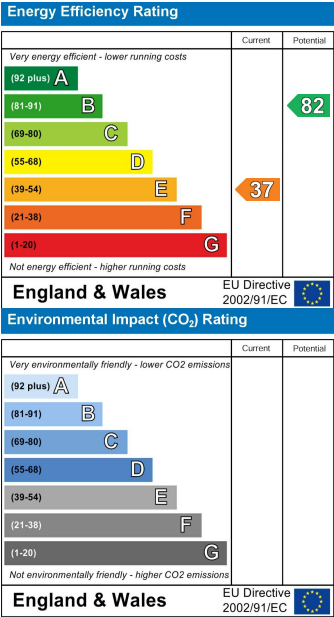 Energy Efficiency Rating
Current Potential
Very energy efficient - lower running costs
(92 plus) A
(81-91) B
82
(69-80) C
(55-68) D
(39-54) E
37
(21-38) F
(1-20) G
Not energy efficient - higher running costs
England & Wales
EU Directive
2002/91/EC
Environmental Impact (CO₂) Rating
Current Potential
Very environmentally friendly - lower CO2 emissions
(92 plus) A
(81-91) B
(69-80) C
(55-68) D
(39-54) E
(21-38) F
(1-20) G
Not environmentally friendly - higher CO2 emissions
England & Wales
EU Directive
2002/91/EC